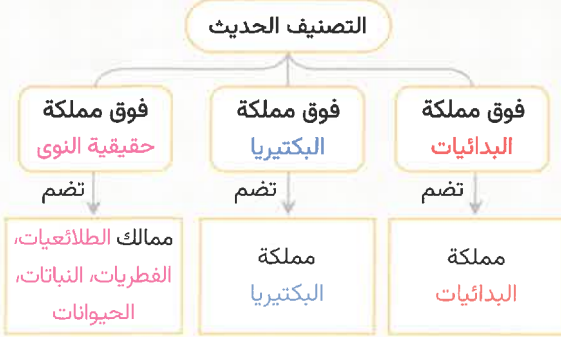 التصنيف الحديث
فوق مملكة
البدائيات
فوق مملكة
البكتيريا
فوق مملكة
حقيقية النوى
تضم
تضم
تضم
مملكة
البدائيات
مملكة
البكتيريا
ممالك الطلائعيات،
الفطريات، النباتات،
الحيوانات